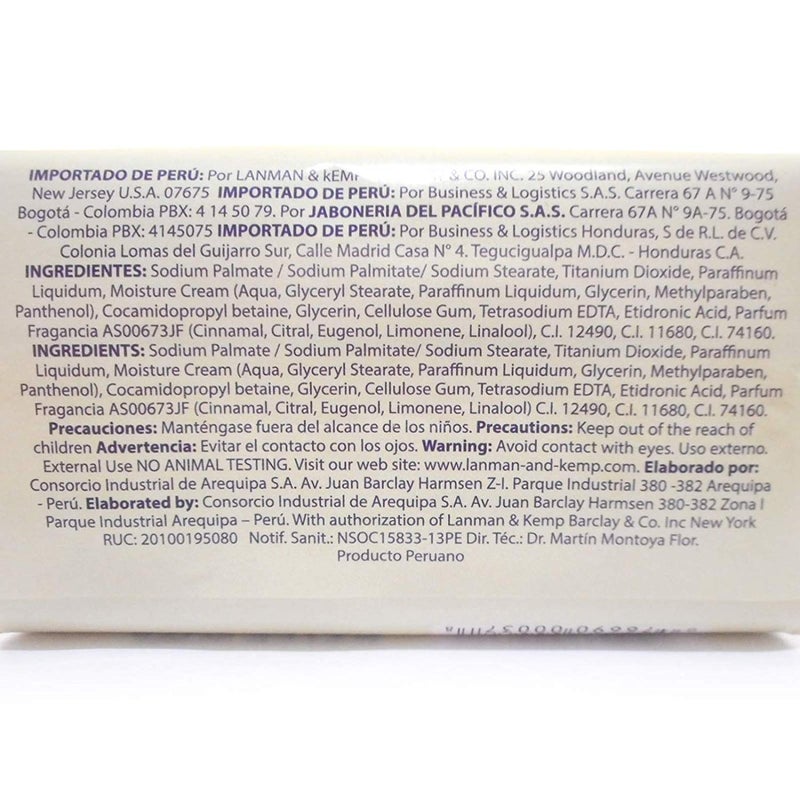 IMPORTADO DE PERÚ: Por LANMAN & & CO. INC. 25 Woodland, Avenue Westwood,
New Jersey U.S.A. 07675 IMPORTADO DE PERÚ: Por Business & Logistics S.A.S. Carrera 67 A N° 9-75
Bogotá - Colombia PBX: 4 14 50 79. Por JABONERIA DEL PACÍFICO S.A.S. Carrera 67A N° 9A-75. Bogotá
- Colombia PBX: 4145075 IMPORTADO DE PERÚ: Por Business & Logistics Honduras, S de R.L. de C.V.
Colonia Lomas del Guijarro Sur, Calle Madrid Casa N° 4. Tegucigalpa M.D.C. - Honduras C.A.
INGREDIENTES: Sodium Palmate / Sodium Palmitate/ Sodium Stearate, Titanium Dioxide, Paraffinum
Liquidum, Moisture Cream (Aqua, Glyceryl Stearate, Paraffinum Liquidum, Glycerin, Methylparaben,
Panthenol), Cocamidopropyl betaine, Glycerin, Cellulose Gum, Tetrasodium EDTA, Etidronic Acid, Parfum
Fragancia AS00673JF (Cinnamal, Citral, Eugenol, Limonene, Linalool), C.I. 12490, C.I. 11680, C.I. 74160.
INGREDIENTS: Sodium Palmate / Sodium Palmitate/ Sodium Stearate, Titanium Dioxide, Paraffinum
Liquidum, Moisture Cream (Aqua, Glyceryl Stearate, Paraffinum Liquidum, Glycerin, Methylparaben,
Panthenol), Cocamidopropyl betaine, Glycerin, Cellulose Gum, Tetrasodium EDTA, Etidronic Acid, Parfum
Fragancia AS00673JF (Cinnamal, Citral, Eugenol, Limonene, Linalool) C.I. 12490, C.I. 11680, C.I. 74160.
Precauciones: Manténgase fuera del alcance de los niños. Precautions: Keep out of the reach of
children Advertencia: Evitar el contacto con los ojos. Warning: Avoid contact with eyes. Uso externo.
External Use NO ANIMAL TESTING. Visit our web site: www.lanman-and-kemp.com. Elaborado por:
Consorcio Industrial de Arequipa S.A. Av. Juan Barclay Harmsen Z-I. Parque Industrial 380 -382 Arequipa
- Perú. Elaborated by: Consorcio Industrial de Arequipa S.A. Av. Juan Barclay Harmsen 380-382 Zona I
Parque Industrial Arequipa – Perú. With authorization of Lanman & Kemp Barclay & Co. Inc New York
RUC: 20100195080 Notif. Sanit.: NSOC15833-13PE Dir. Téc.: Dr. Martín Montoya Flor.
Producto Peruano